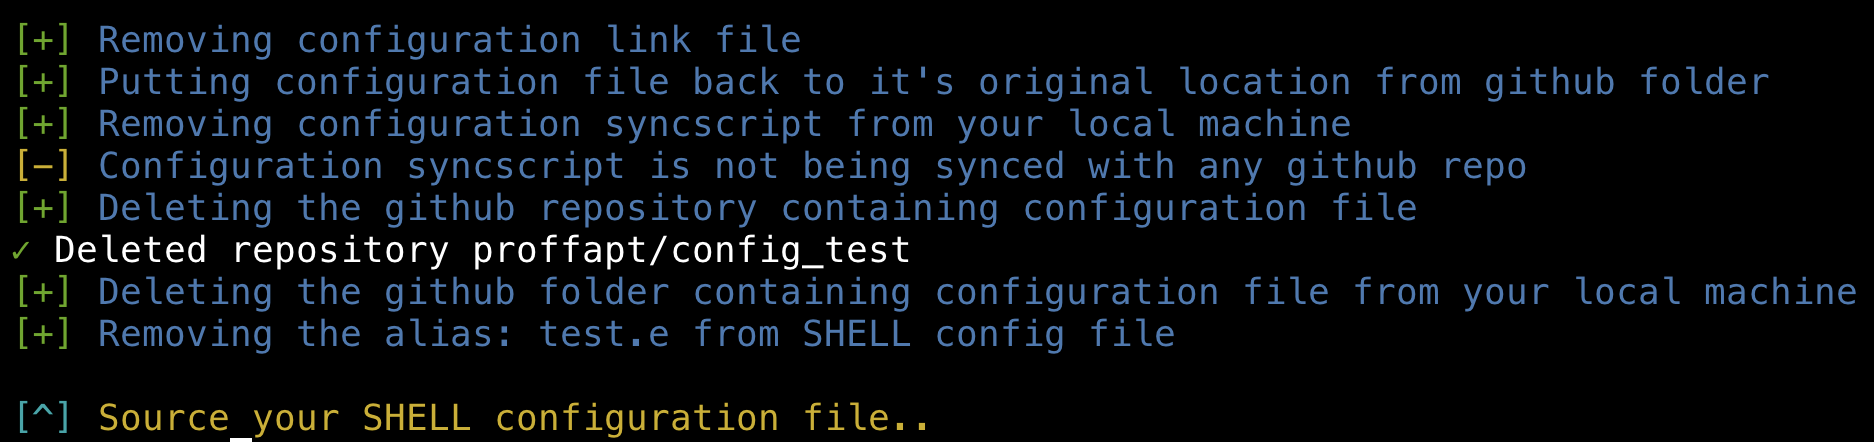 [+] Removing configuration link file
[+] Putting configuration file back to it's original location from github folder
[+] Removing configuration syncscript from your local machine
[−] Configuration syncscript is not being synced with any github repo
[+] Deleting the github repository containing configuration file
✓ Deleted repository proffapt/config_test
[+] Deleting the github folder containing configuration file from your local machine
[+] Removing the alias: test.e from SHELL config file
[^] Source your SHELL configuration file..